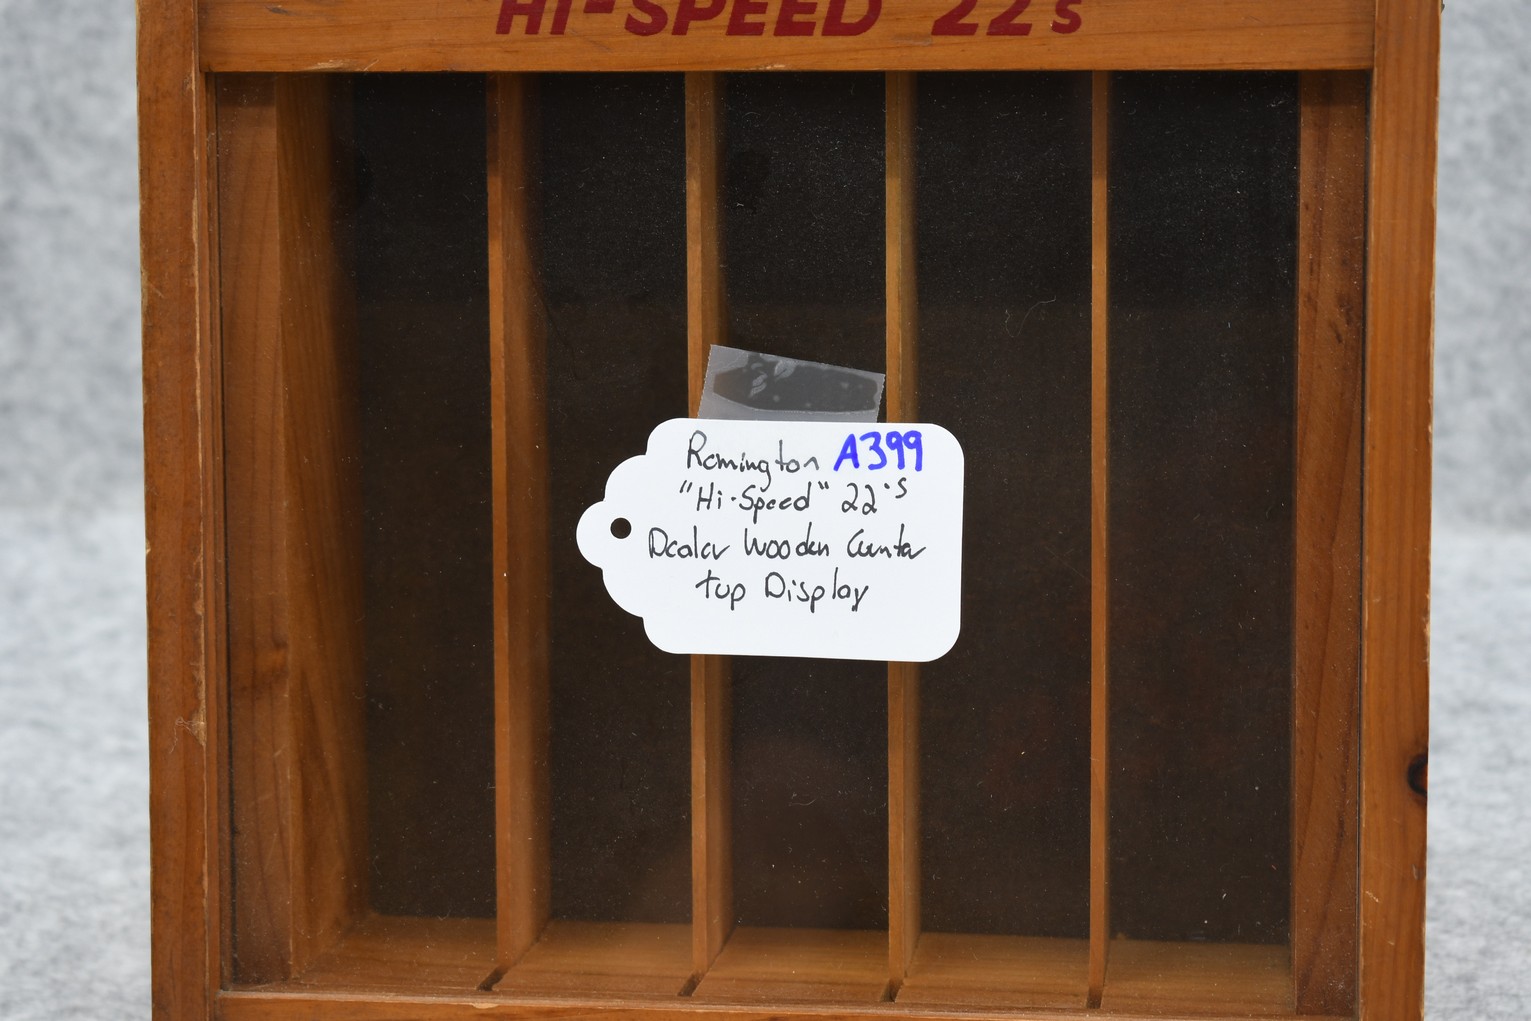 "HI-SPEED" 22's
Remington A399
"Hi-Speed" 22's
Dealer Wooden Counter
top Display